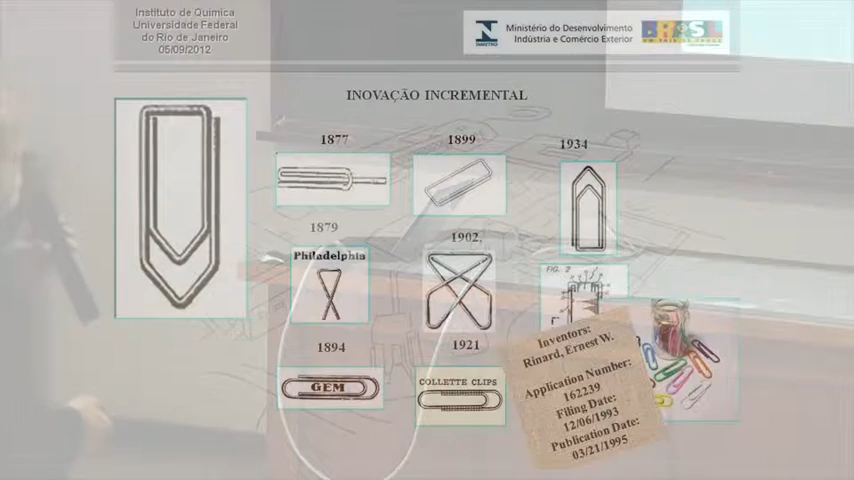 Instituto de Química
Universidade Federal
do Rio de Janeiro
05/09/2012
INMETRO
Ministério do Desenvolvimento
Indústria e Comércio Exterior
BRASIL
INOVAÇÃO INCREMENTAL
1877
1899
1934
1879
Philadelphia
1902,
FIG. 2
1894
GEM
1921
COLLETTE CLIPS
Inventors:
Rinard, Ernest W.
Application Number:
162239
Filing Date:
12/06/1993
Publication Date:
03/21/1995